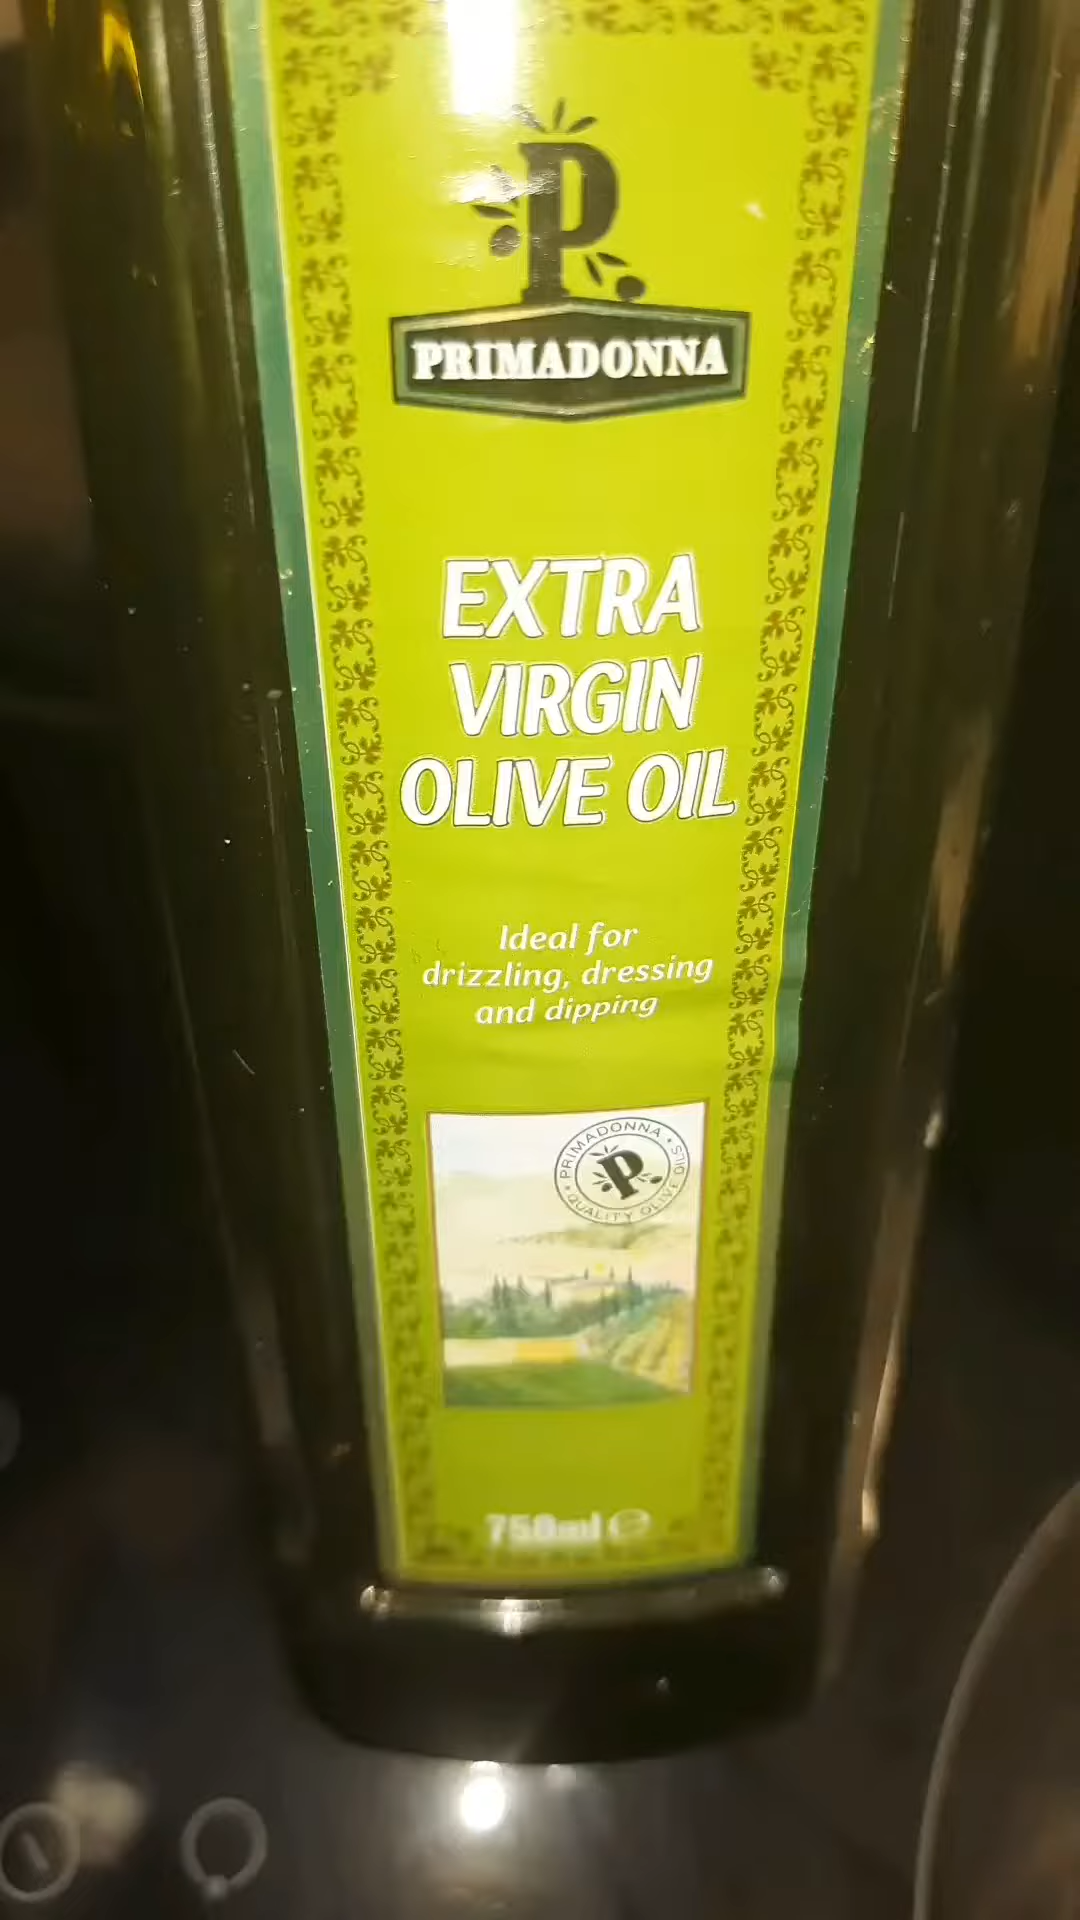 P
PRIMADONNA
EXTRA
VIRGIN
OLIVE OIL
Ideal for
drizzling, dressing
and dipping
PRIMADONNA • QUALITY OLIVE OILS •
P
750ml ℮